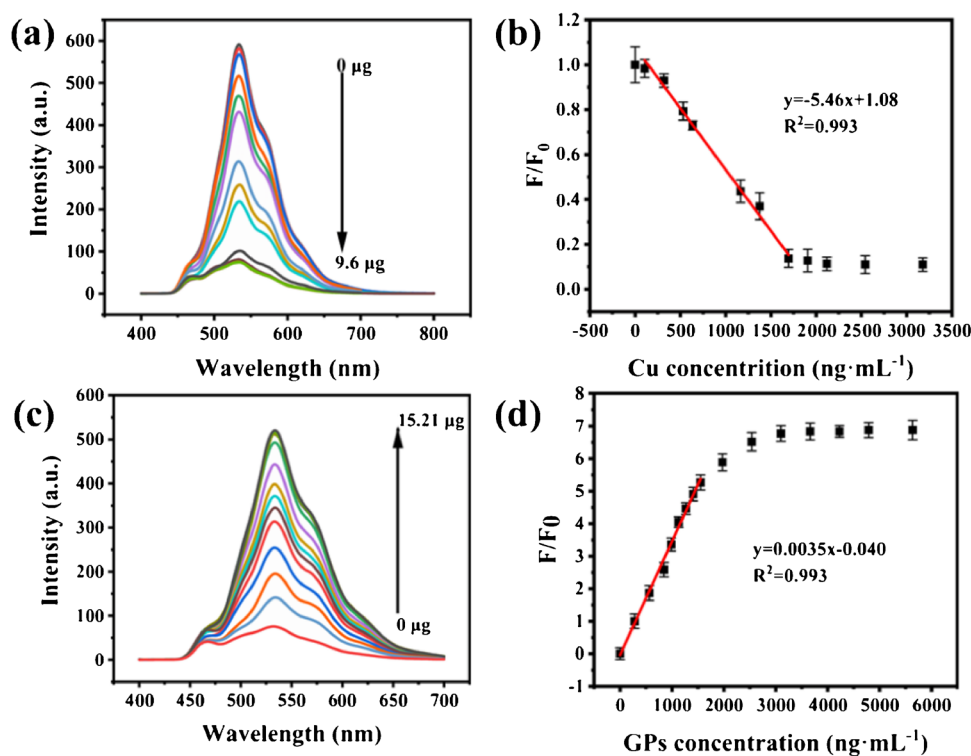 (a)
600
500
400
300
200
100
0
Intensity (a.u.)
0 μg
9.6 μg
400 500 600 700 800
Wavelength (nm)
(b)
1.2
1.0
0.8
0.6
0.4
0.2
0.0
F/F0
y=-5.46x+1.08
R²=0.993
-500 0 500 1000 1500 2000 2500 3000 3500
Cu concentrition (ng·mL⁻¹)
(c)
600
500
400
300
200
100
0
Intensity (a.u.)
15.21 μg
0 μg
400 450 500 550 600 650 700
Wavelength (nm)
(d)
8
7
6
5
4
3
2
1
0
-1
F/F0
y=0.0035x-0.040
R²=0.993
0 1000 2000 3000 4000 5000 6000
GPs concentration (ng·mL⁻¹)